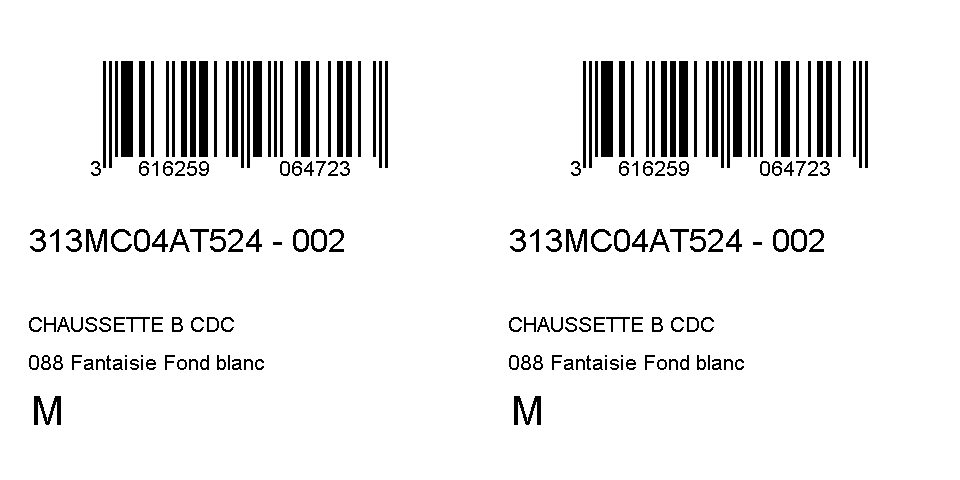 3 616259 064723
313MC04AT524 - 002
CHAUSSETTE B CDC
088 Fantaisie Fond blanc
M
3 616259 064723
313MC04AT524 - 002
CHAUSSETTE B CDC
088 Fantaisie Fond blanc
M